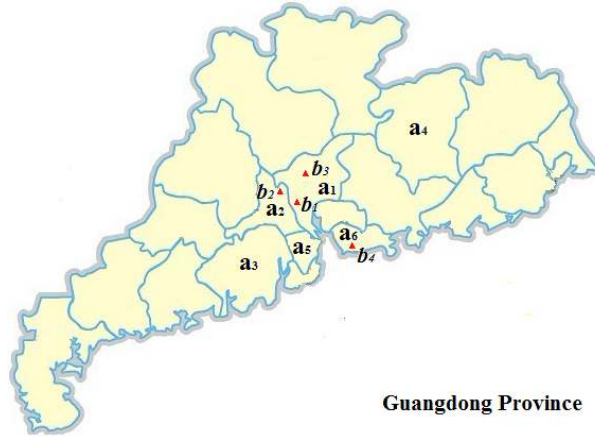 a₄
b₃
b₂
a₁
a₂
b₁
a₆
a₅
b₄
a₃
Guangdong Province